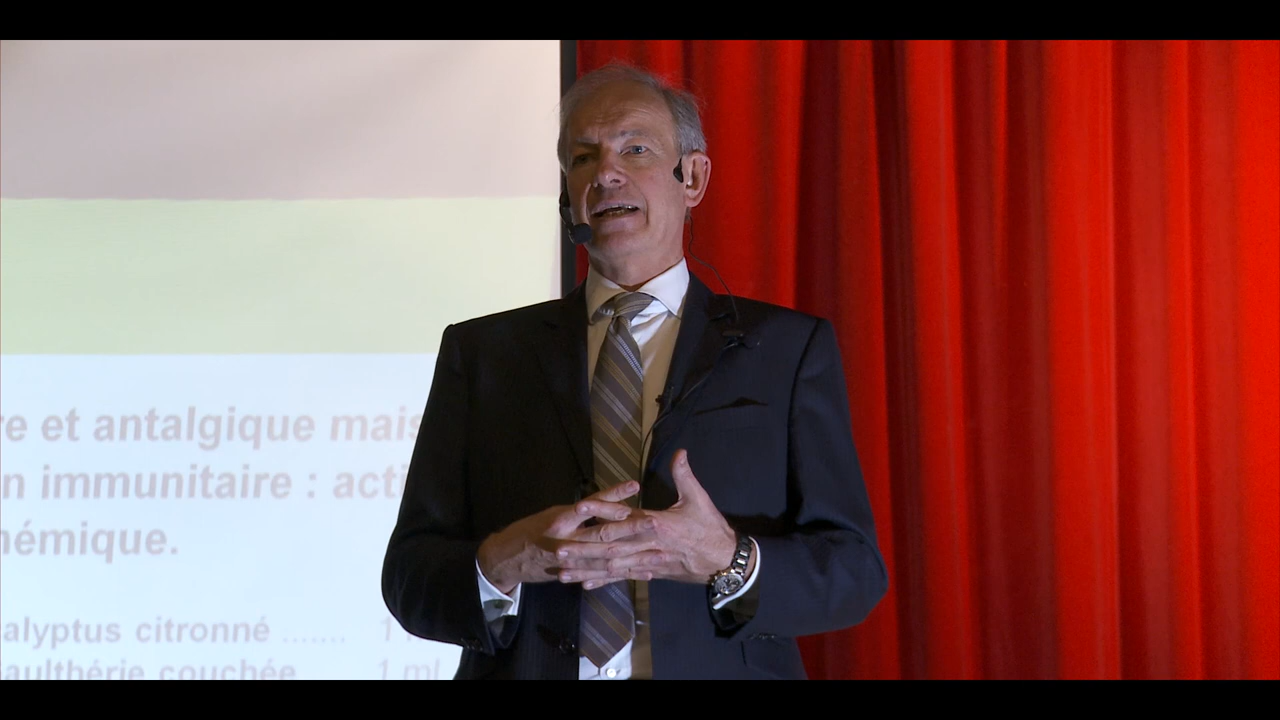 re et antalgique mais
n immunitaire : acti
némique.
alyptus citronné ....... 1
aulthérie couchée 1 ml